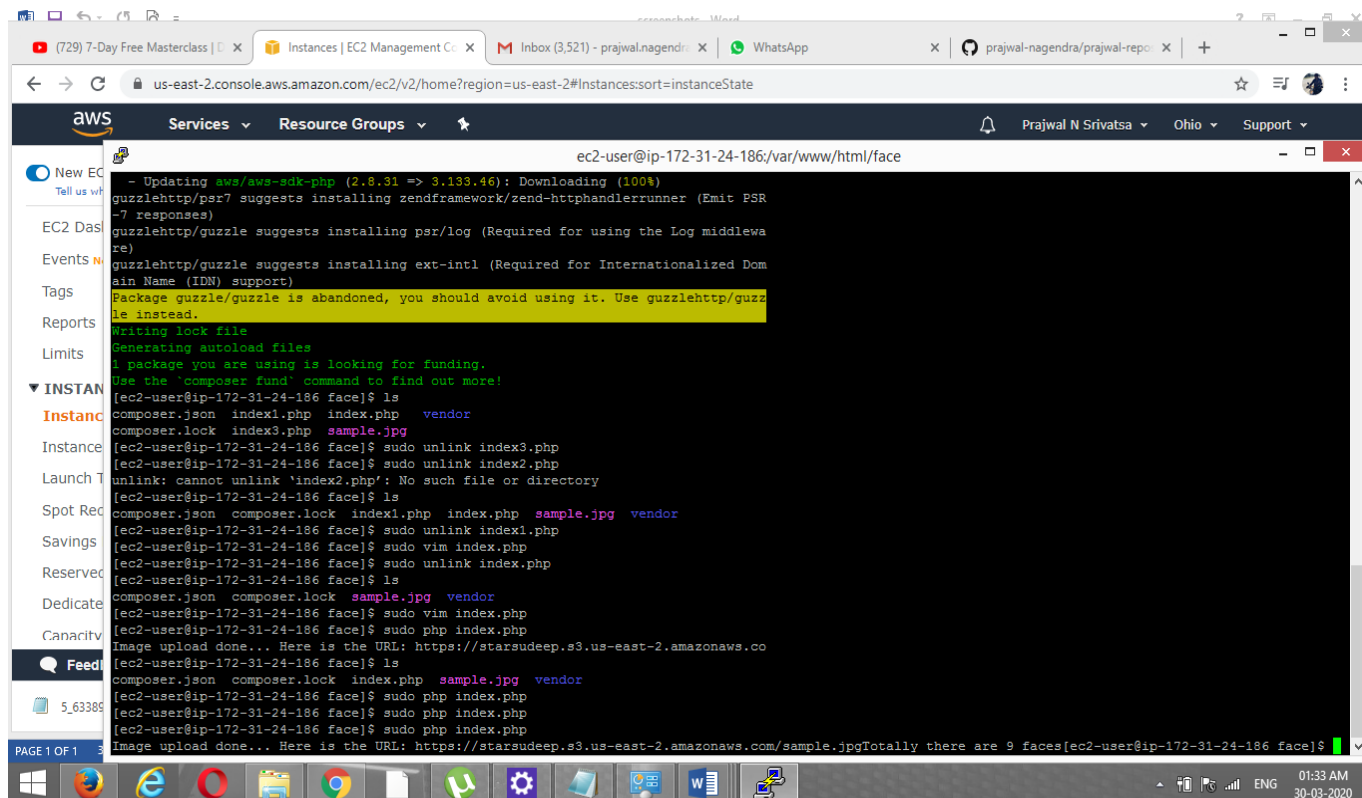 screenshots - Word
(729) 7-Day Free Masterclass | D
Instances | EC2 Management Co
Inbox (3,521) - prajwal.nagendra
WhatsApp
prajwal-nagendra/prajwal-repos
us-east-2.console.aws.amazon.com/ec2/v2/home?region=us-east-2#Instances:sort=instanceState
aws
Services
Resource Groups
Prajwal N Srivatsa
Ohio
Support
ec2-user@ip-172-31-24-186:/var/www/html/face
New EC
Tell us wh
EC2 Das
Events
Tags
Reports
Limits
INSTAN
Instanc
Instance
Launch T
Spot Req
Savings
Reserved
Dedicate
Capacity
Feedl
5_63389
- Updating aws/aws-sdk-php (2.8.31 => 3.133.46): Downloading (100%)
guzzlehttp/psr7 suggests installing zendframework/zend-httphandlerrunner (Emit PSR
-7 responses)
guzzlehttp/guzzle suggests installing psr/log (Required for using the Log middlewa
re)
guzzlehttp/guzzle suggests installing ext-intl (Required for Internationalized Dom
ain Name (IDN) support)
Package guzzle/guzzle is abandoned, you should avoid using it. Use guzzlehttp/guzz
le instead.
Writing lock file
Generating autoload files
1 package you are using is looking for funding.
Use the `composer fund` command to find out more!
[ec2-user@ip-172-31-24-186 face]$ ls
composer.json index1.php index.php vendor
composer.lock index3.php sample.jpg
[ec2-user@ip-172-31-24-186 face]$ sudo unlink index3.php
[ec2-user@ip-172-31-24-186 face]$ sudo unlink index2.php
unlink: cannot unlink ‘index2.php’: No such file or directory
[ec2-user@ip-172-31-24-186 face]$ ls
composer.json composer.lock index1.php index.php sample.jpg vendor
[ec2-user@ip-172-31-24-186 face]$ sudo unlink index1.php
[ec2-user@ip-172-31-24-186 face]$ sudo vim index.php
[ec2-user@ip-172-31-24-186 face]$ sudo unlink index.php
[ec2-user@ip-172-31-24-186 face]$ ls
composer.json composer.lock sample.jpg vendor
[ec2-user@ip-172-31-24-186 face]$ sudo vim index.php
[ec2-user@ip-172-31-24-186 face]$ sudo php index.php
Image upload done... Here is the URL: https://starsudeep.s3.us-east-2.amazonaws.co
[ec2-user@ip-172-31-24-186 face]$ ls
composer.json composer.lock index.php sample.jpg vendor
[ec2-user@ip-172-31-24-186 face]$ sudo php index.php
[ec2-user@ip-172-31-24-186 face]$ sudo php index.php
[ec2-user@ip-172-31-24-186 face]$ sudo php index.php
Image upload done... Here is the URL: https://starsudeep.s3.us-east-2.amazonaws.com/sample.jpgTotally there are 9 faces[ec2-user@ip-172-31-24-186 face]$
PAGE 1 OF 1
ENG
01:33 AM
30-03-2020